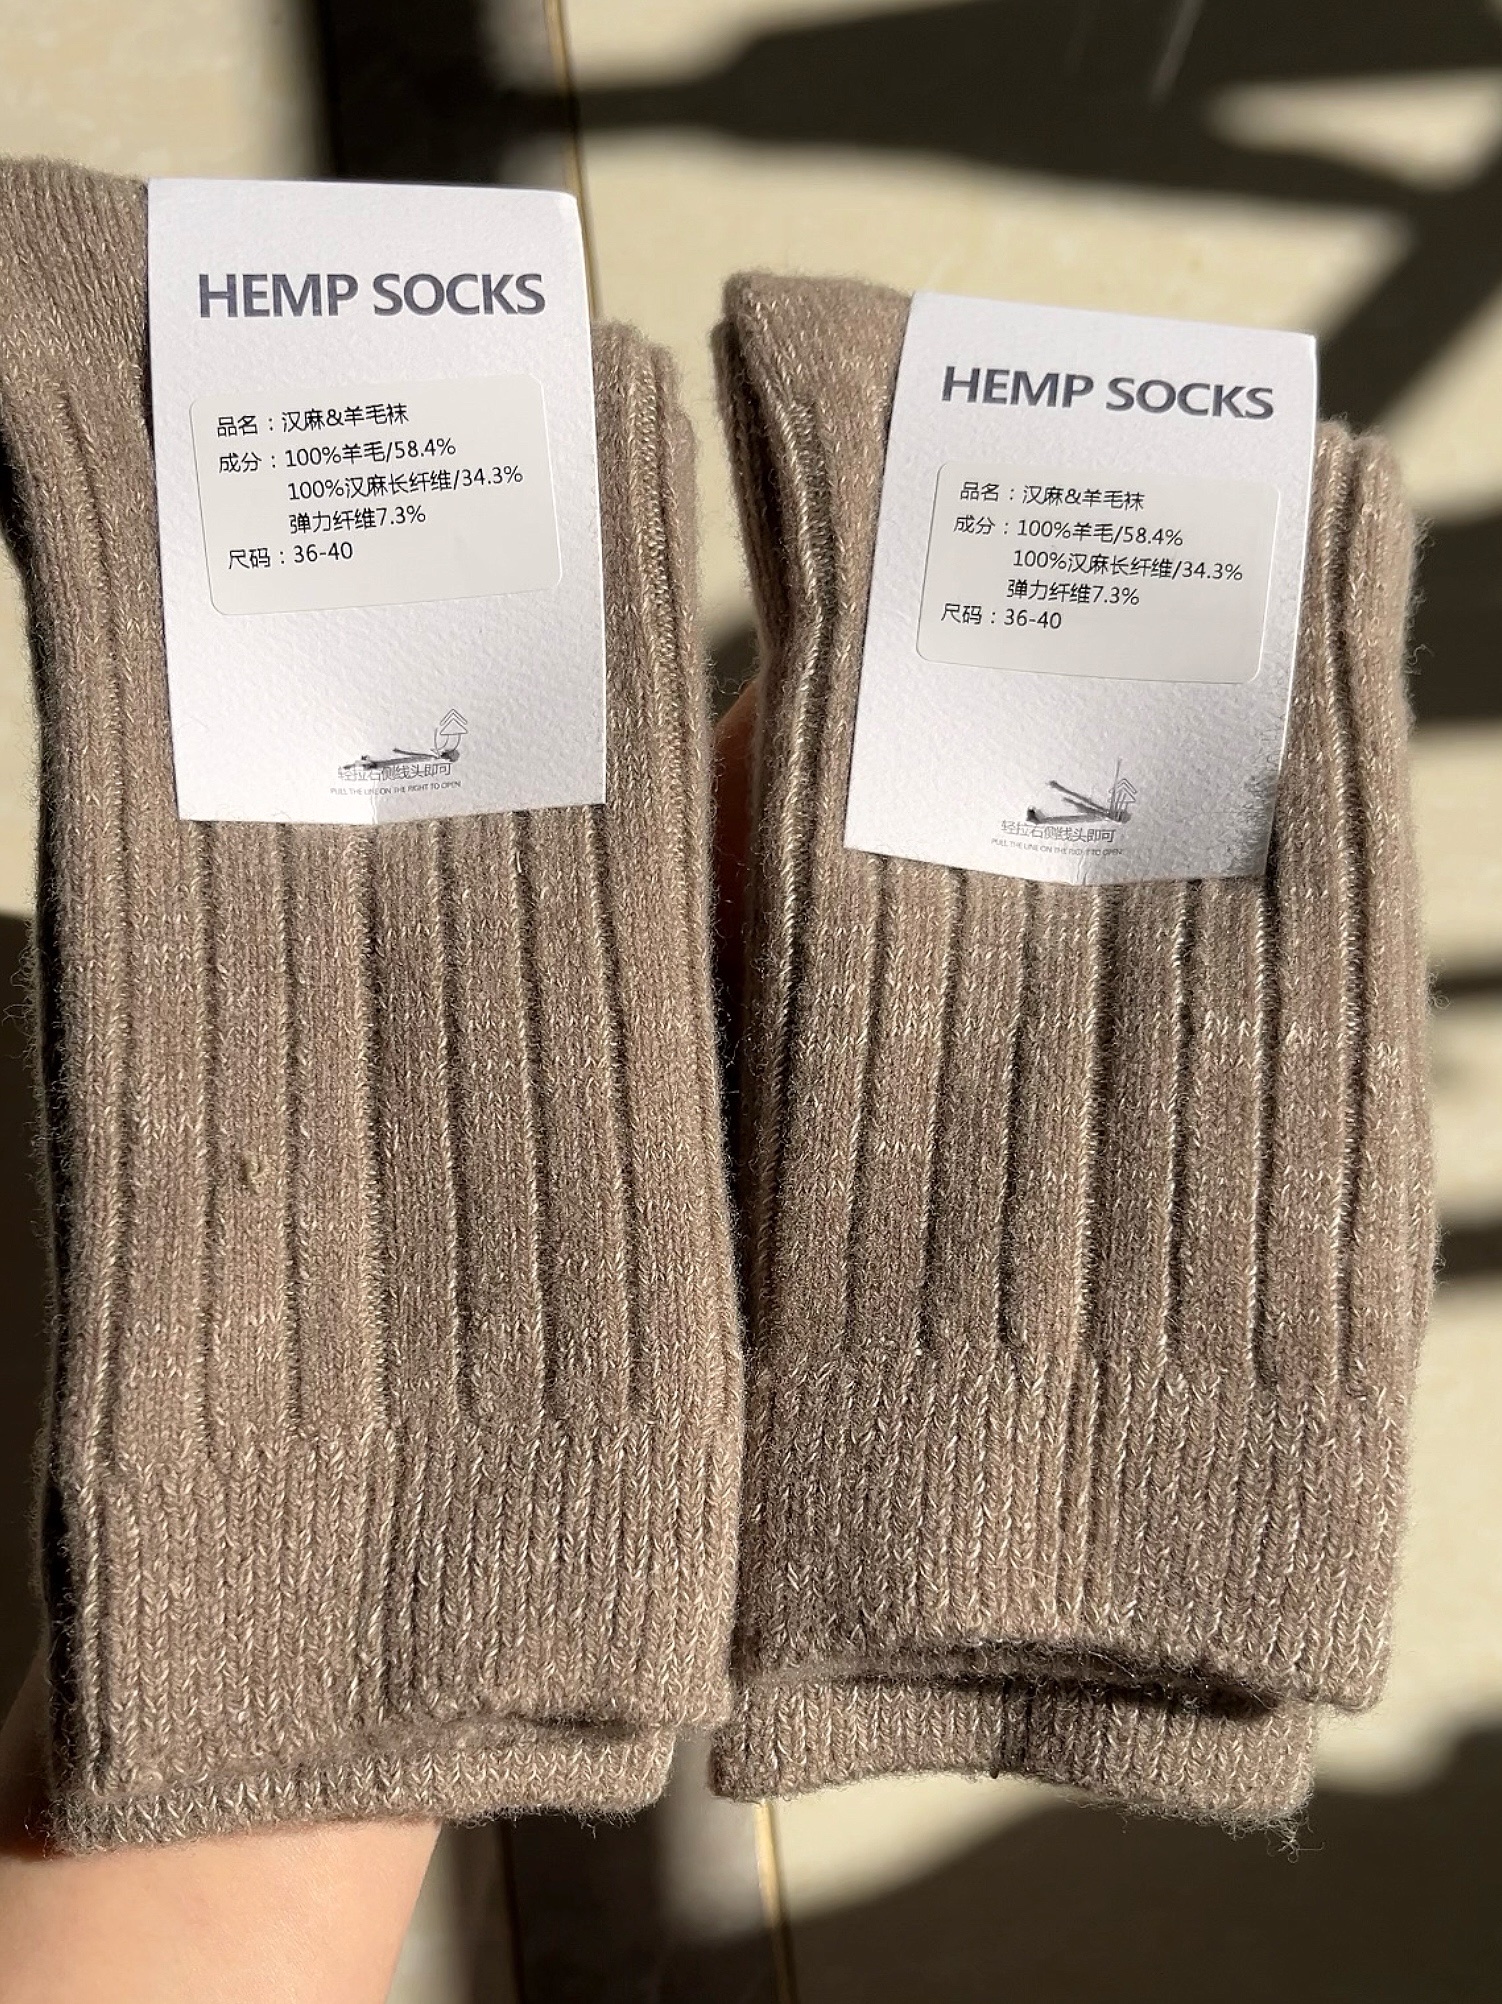 HEMP SOCKS
品名：汉麻&羊毛袜
成分：100%羊毛/58.4%
100%汉麻长纤维/34.3%
弹力纤维7.3%
尺码：36-40
轻拉右侧线头即可
PULL THE LINE ON THE RIGHT TO OPEN
HEMP SOCKS
品名：汉麻&羊毛袜
成分：100%羊毛/58.4%
100%汉麻长纤维/34.3%
弹力纤维7.3%
尺码：36-40
轻拉右侧线头即可
PULL THE LINE ON THE RIGHT TO OPEN